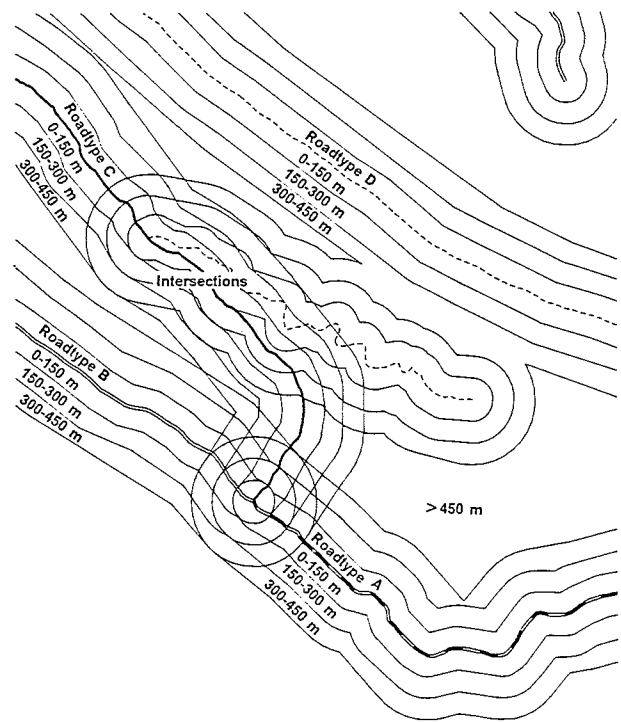 Roadtype C
0-150 m
150-300 m
300-450 m
Roadtype D
0-150 m
150-300 m
300-450 m
Intersections
Roadtype B
0-150 m
150-300 m
300-450 m
>450 m
Roadtype A
0-150 m
150-300 m
300-450 m